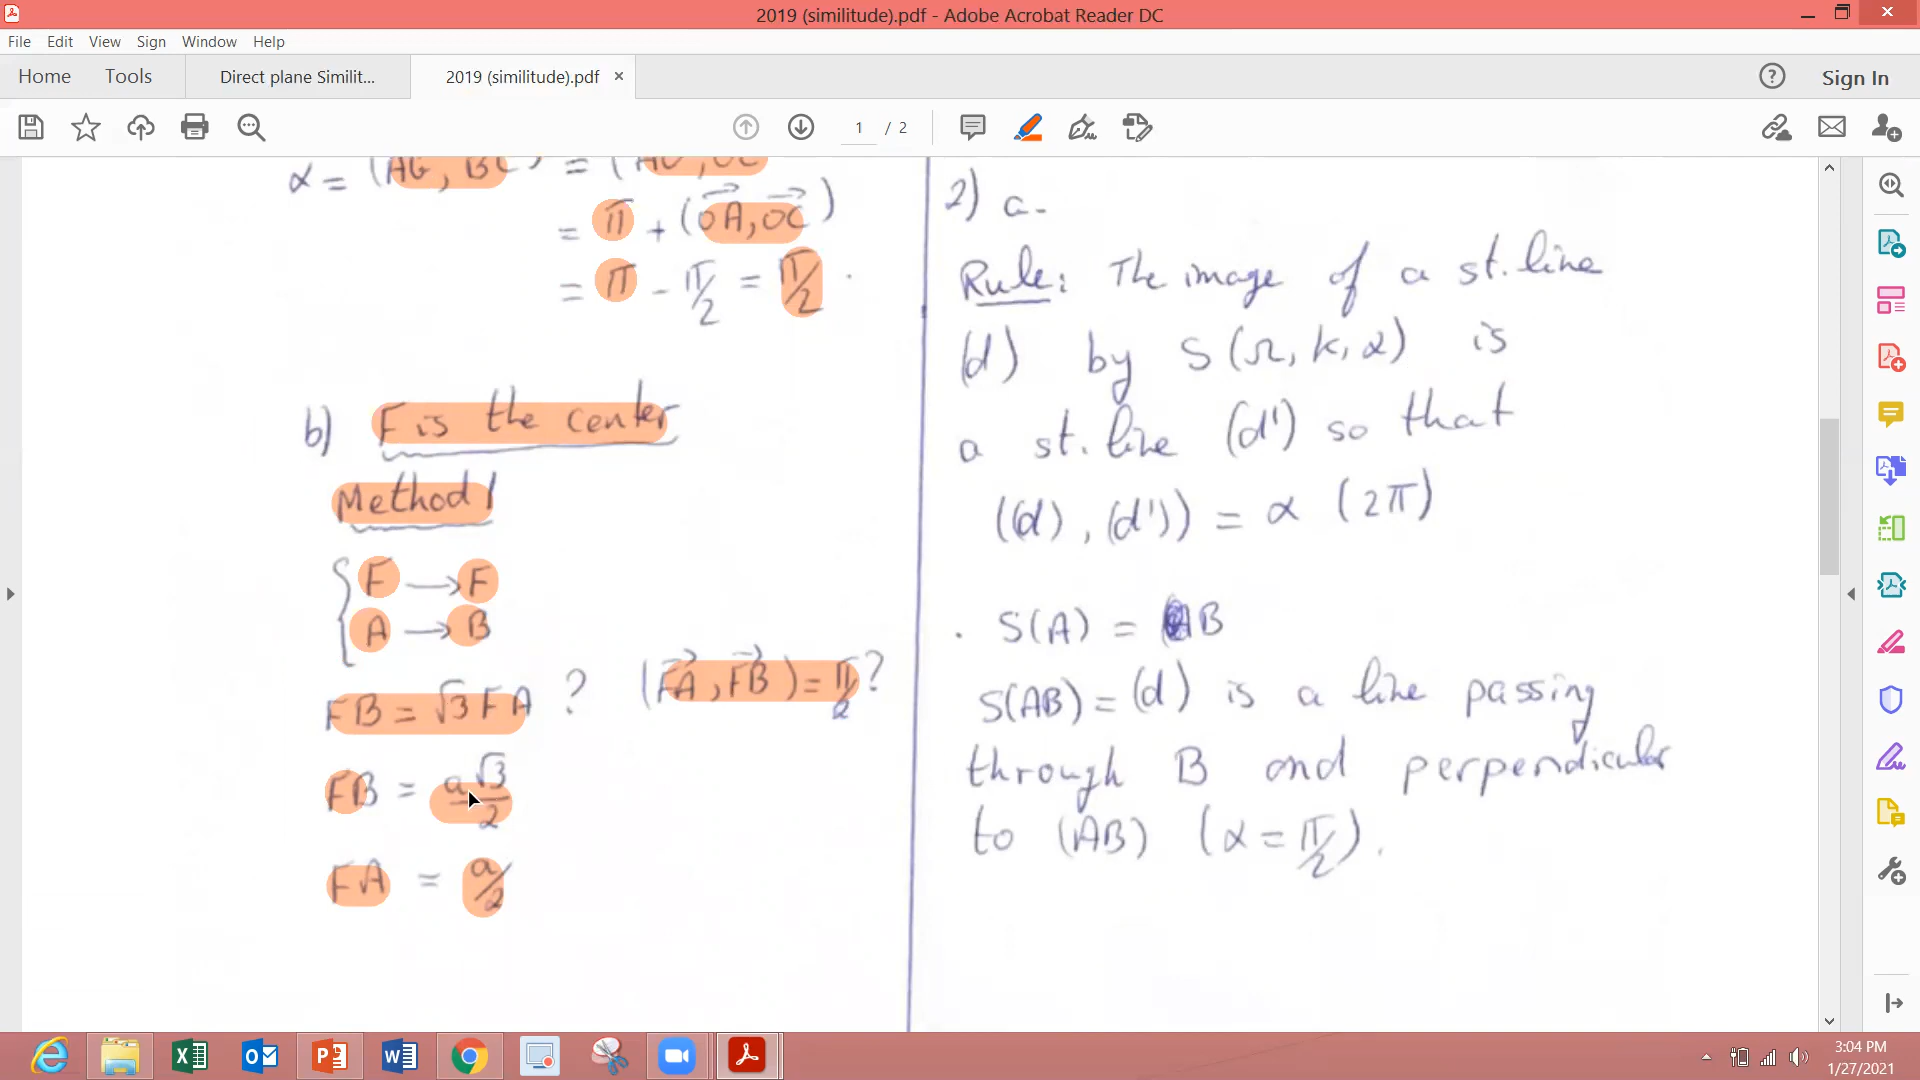 2019 (similitude).pdf - Adobe Acrobat Reader DC
File Edit View Sign Window Help
Home Tools Direct plane Similit... 2019 (similitude).pdf × Sign In
1 / 2
α = (AG, BC) = (
= π + (OA, OC)
= π - π/2 = π/2 .
b) F is the center
Method 1
F → F
A → B
FB = √3 FA ? (FA, FB) = π/2 ?
FB = a√3/2
FA = a/2
2) a.
Rule: The image of a st. line
(d) by S(Ω, k, α) is
a st. line (d') so that
((d), (d')) = α (2π)
. S(A) = B
S(AB) = (d) is a line passing
through B and perpendicular
to (AB) (α = π/2).
3:04 PM
1/27/2021